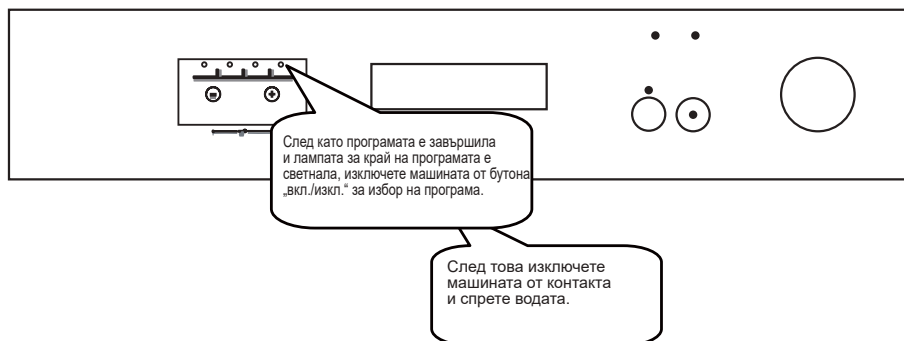 След като програмата е завършила
и лампата за край на програмата е
светнала, изключете машината от бутона
„вкл./изкл.“ за избор на програма.
След това изключете
машината от контакта
и спрете водата.